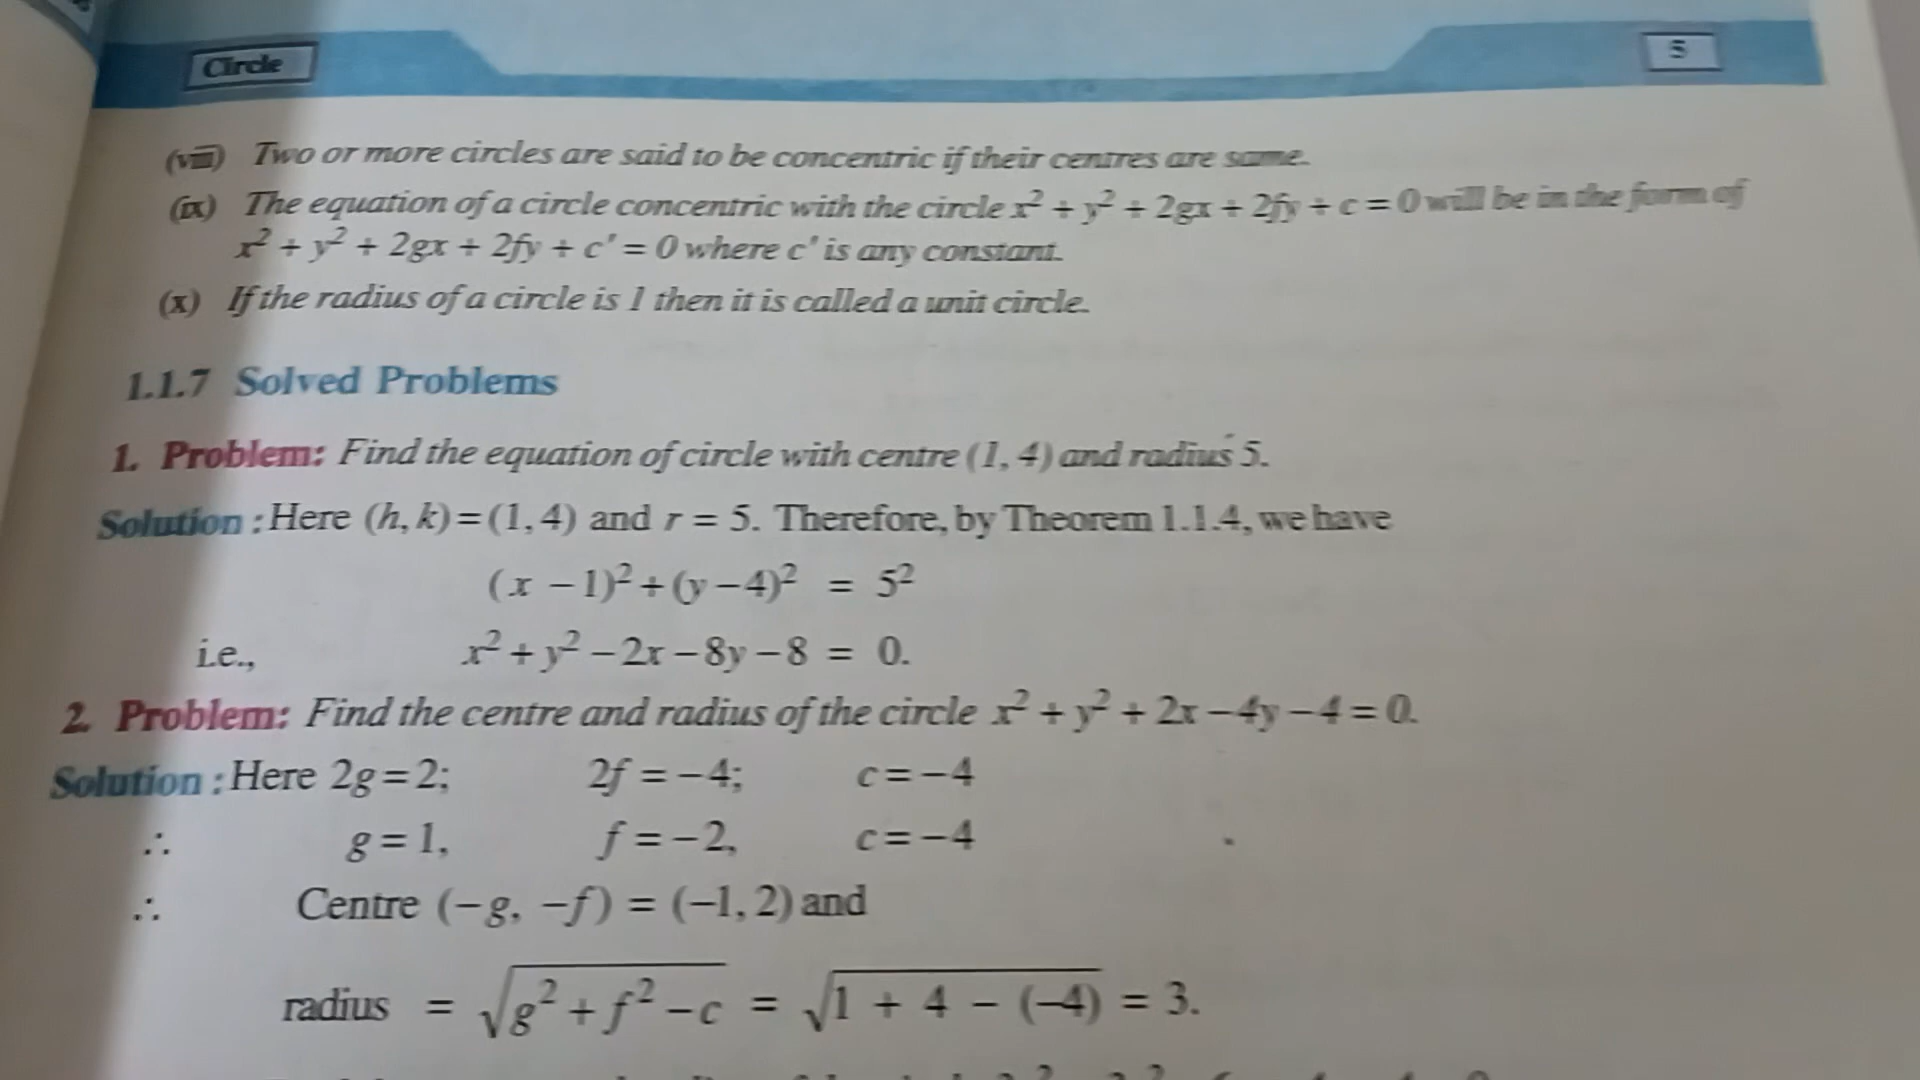 Circle 5
(viii) Two or more circles are said to be concentric if their centres are same.
(ix) The equation of a circle concentric with the circle x² + y² + 2gx + 2fy + c = 0 will be in the form of
x² + y² + 2gx + 2fy + c' = 0 where c' is any constant.
(x) If the radius of a circle is 1 then it is called a unit circle.
1.1.7 Solved Problems
1. Problem: Find the equation of circle with centre (1, 4) and radius 5.
Solution : Here (h, k) = (1, 4) and r = 5. Therefore, by Theorem 1.1.4, we have
(x – 1)² + (y – 4)² = 5²
i.e., x² + y² – 2x – 8y – 8 = 0.
2. Problem: Find the centre and radius of the circle x² + y² + 2x – 4y – 4 = 0.
Solution : Here 2g = 2; 2f = –4; c = –4
∴ g = 1, f = –2, c = –4
∴ Centre (–g, –f) = (–1, 2) and
radius = √(g² + f² – c) = √(1 + 4 – (–4)) = 3.